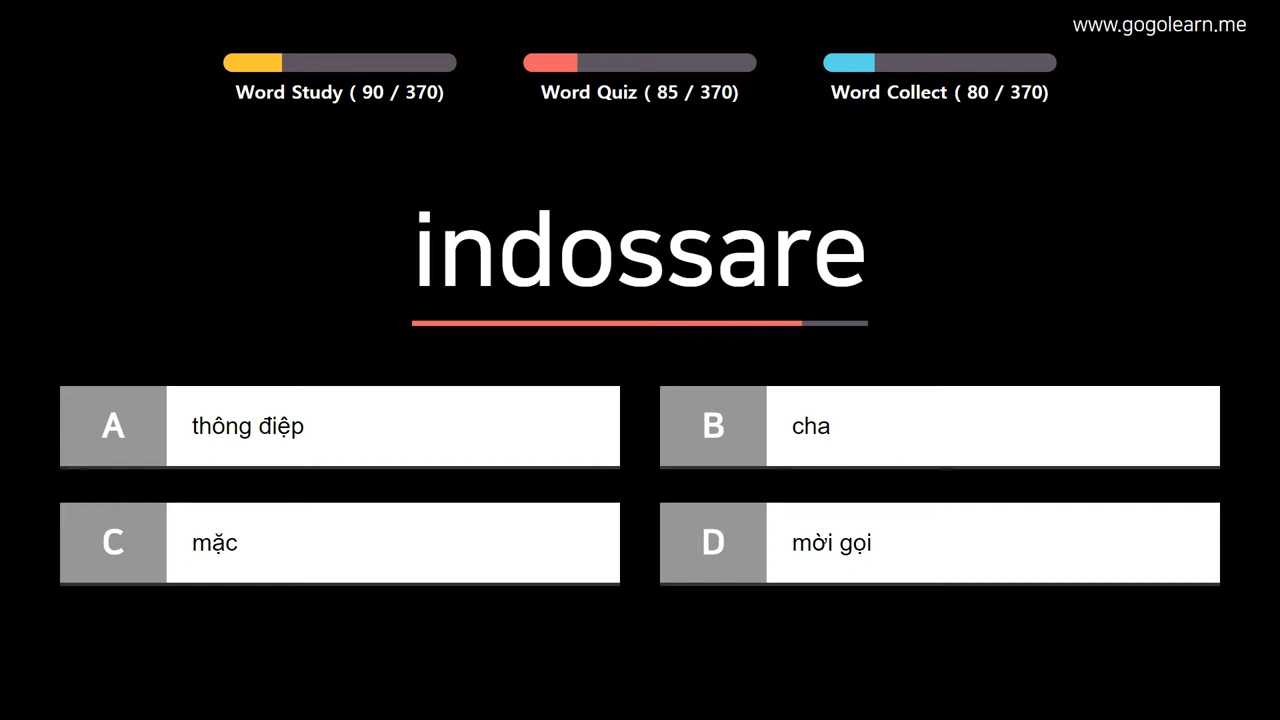 www.gogolearn.me
Word Study ( 90 / 370)
Word Quiz ( 85 / 370)
Word Collect ( 80 / 370)
indossare
A thông điệp
B cha
C mặc
D mời gọi